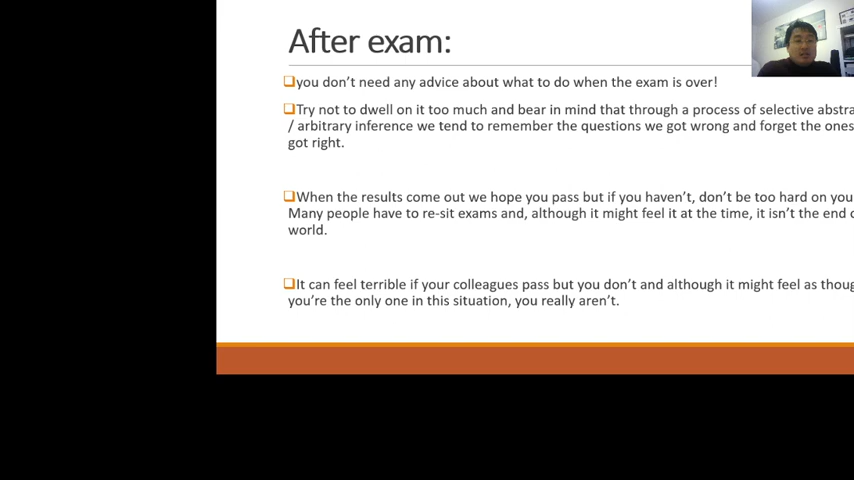 After exam:
❑you don't need any advice about what to do when the exam is over!
❑Try not to dwell on it too much and bear in mind that through a process of selective
/ arbitrary inference we tend to remember the questions we got wrong and forget the ones
got right.
❑When the results come out we hope you pass but if you haven't, don't be too hard on
Many people have to re-sit exams and, although it might feel it at the time, it isn't the end
world.
❑It can feel terrible if your colleagues pass but you don't and although it might feel as
you're the only one in this situation, you really aren't.